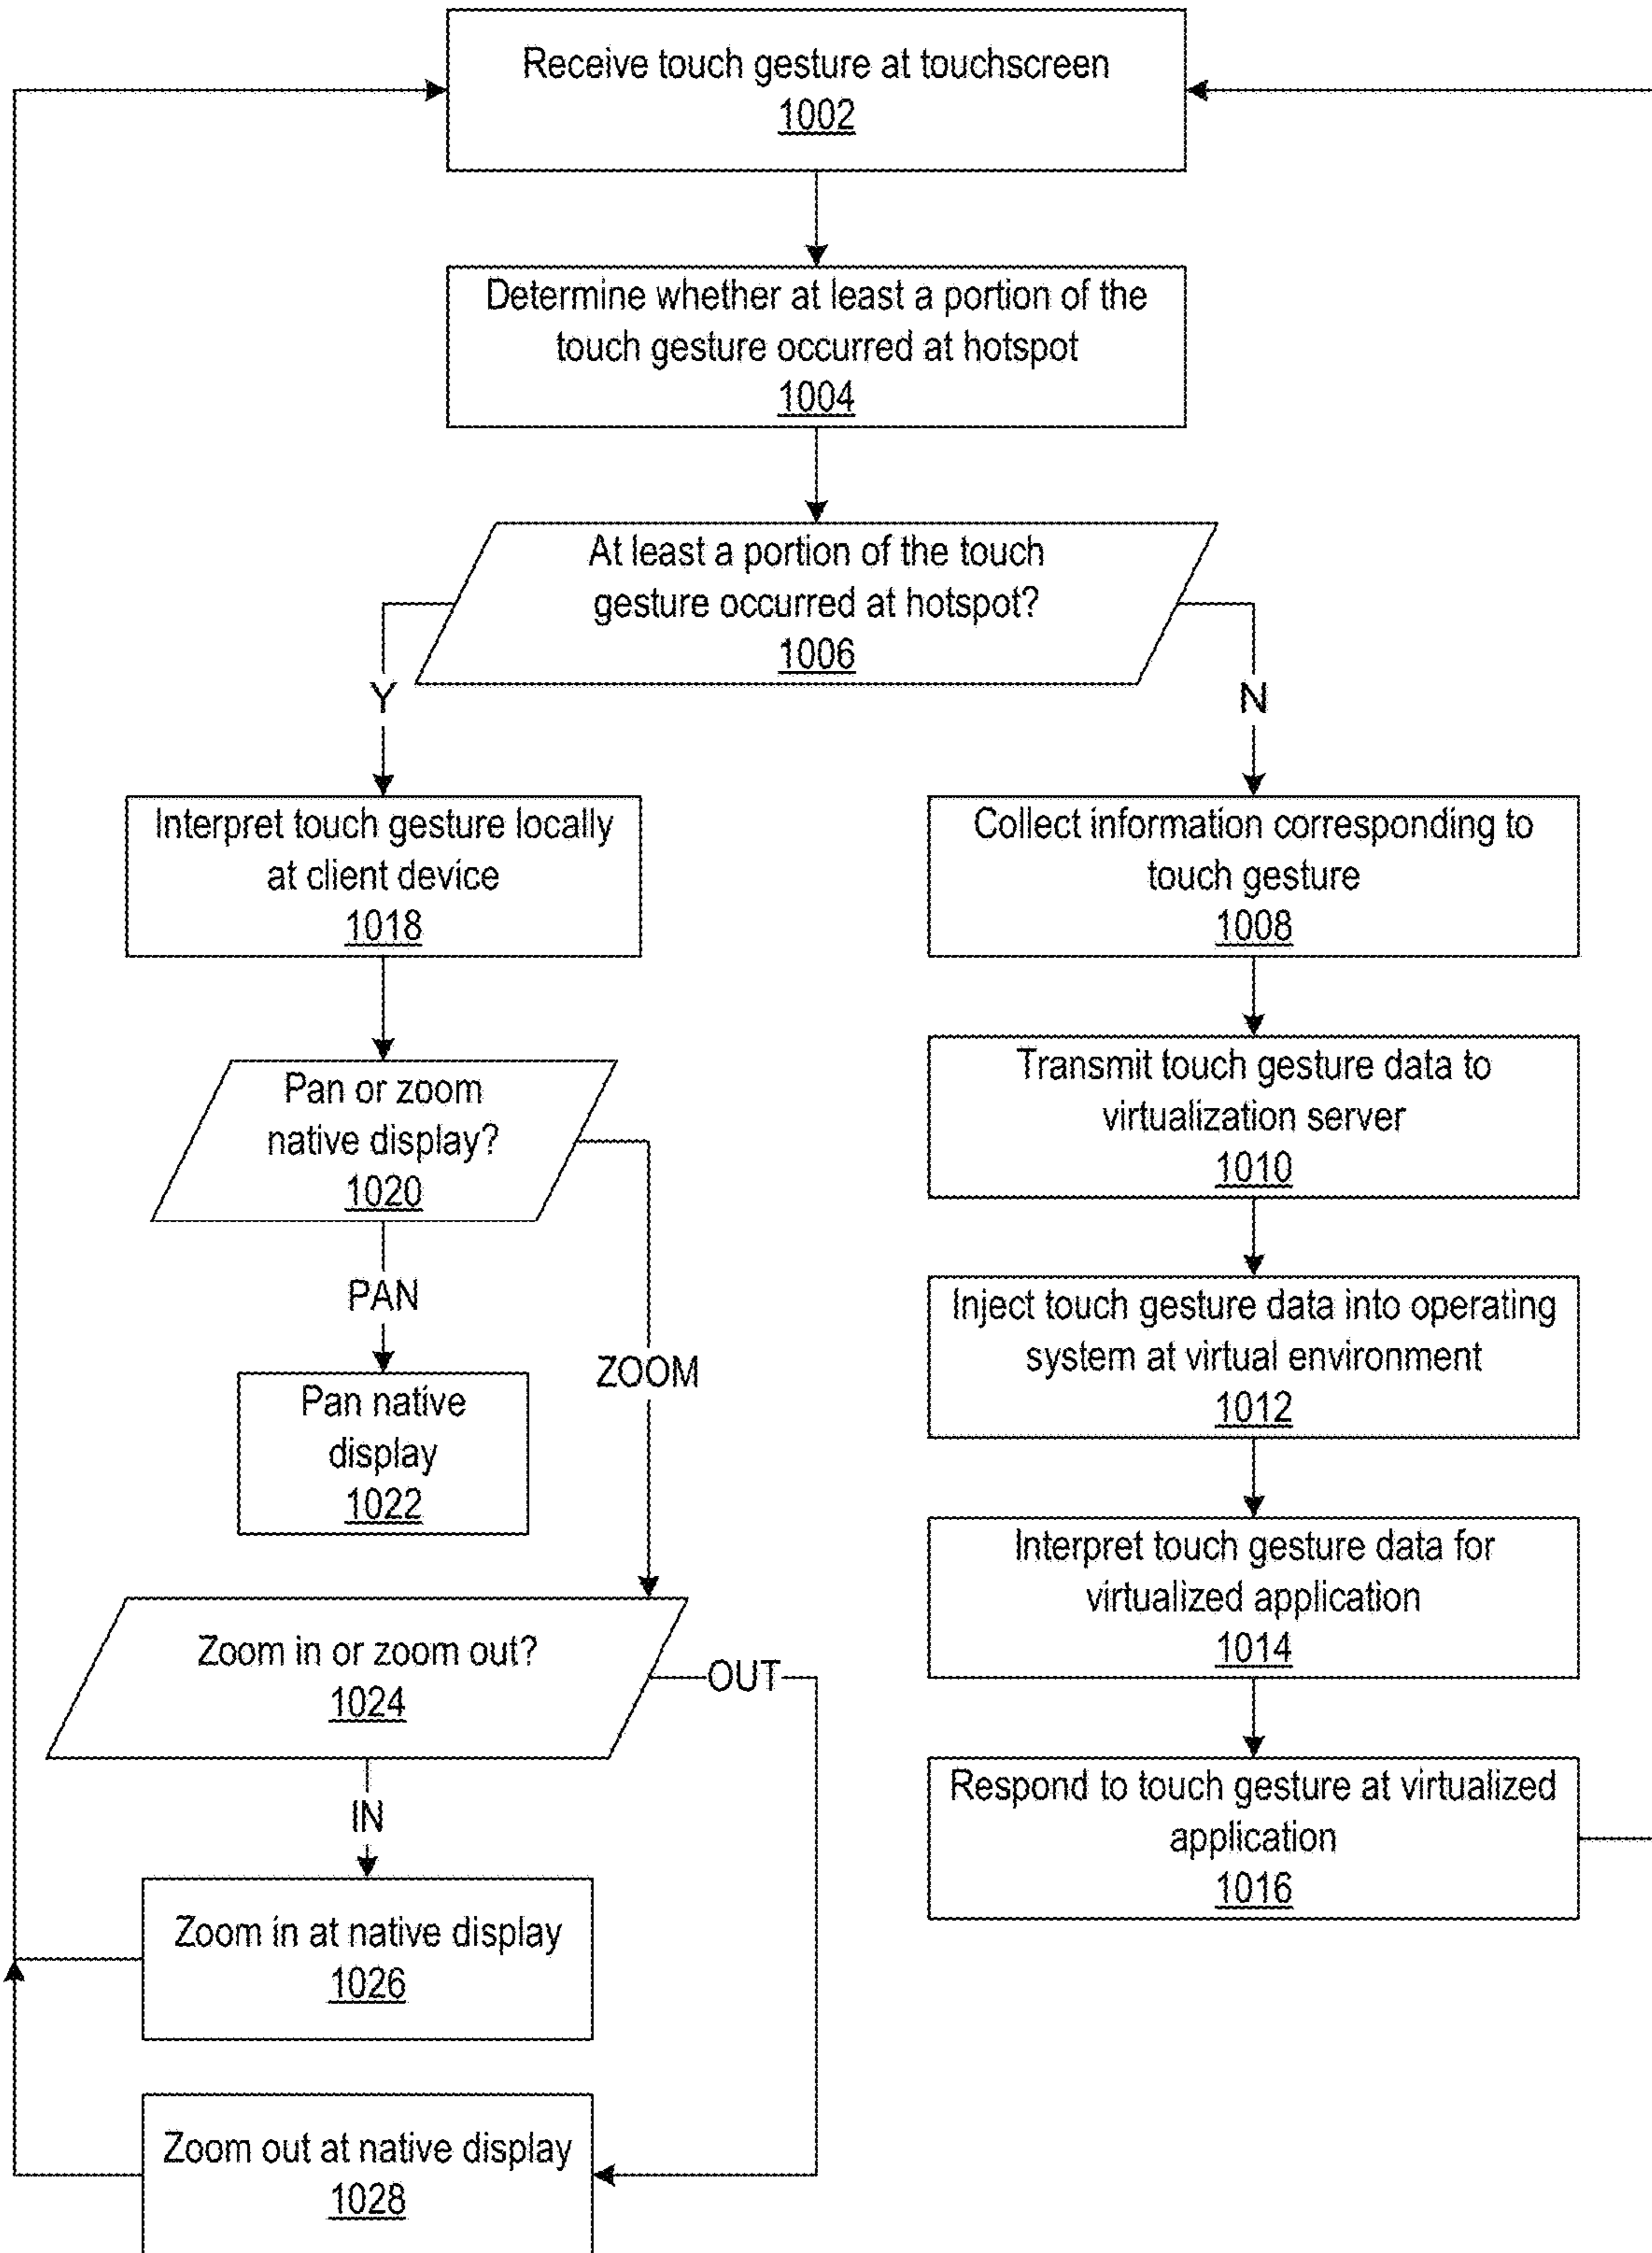 Receive touch gesture at touchscreen
1002
Determine whether at least a portion of the
touch gesture occurred at hotspot
1004
At least a portion of the touch
gesture occurred at hotspot?
1006
Y
N
Interpret touch gesture locally
at client device
1018
Collect information corresponding to
touch gesture
1008
Pan or zoom
native display?
1020
Transmit touch gesture data to
virtualization server
1010
PAN
ZOOM
Inject touch gesture data into operating
system at virtual environment
1012
Pan native
display
1022
Interpret touch gesture data for
virtualized application
1014
Zoom in or zoom out?
1024
OUT
IN
Respond to touch gesture at virtualized
application
1016
Zoom in at native display
1026
Zoom out at native display
1028